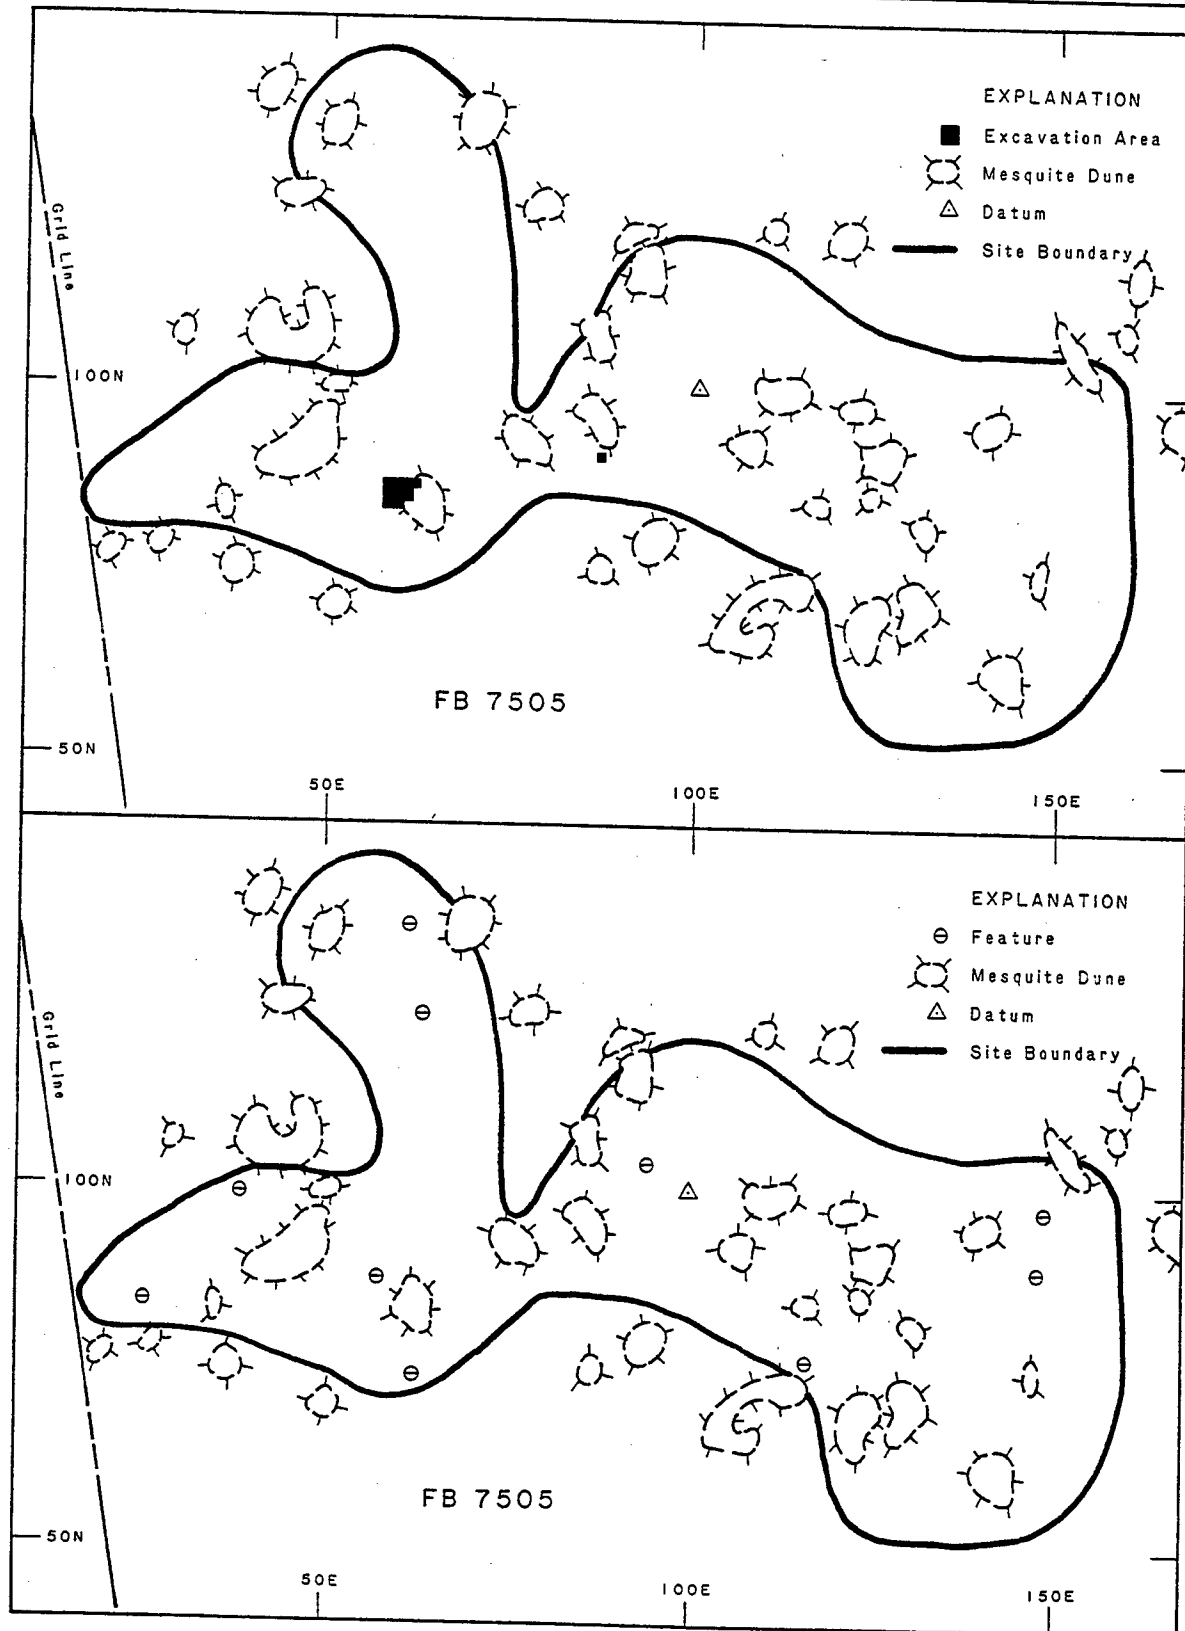 EXPLANATION
Excavation Area
Mesquite Dune
Datum
Site Boundary
Grid Line
100N
FB 7505
50N
50E
100E
150E
EXPLANATION
Feature
Mesquite Dune
Datum
Site Boundary
Grid Line
100N
FB 7505
50N
50E
100E
150E